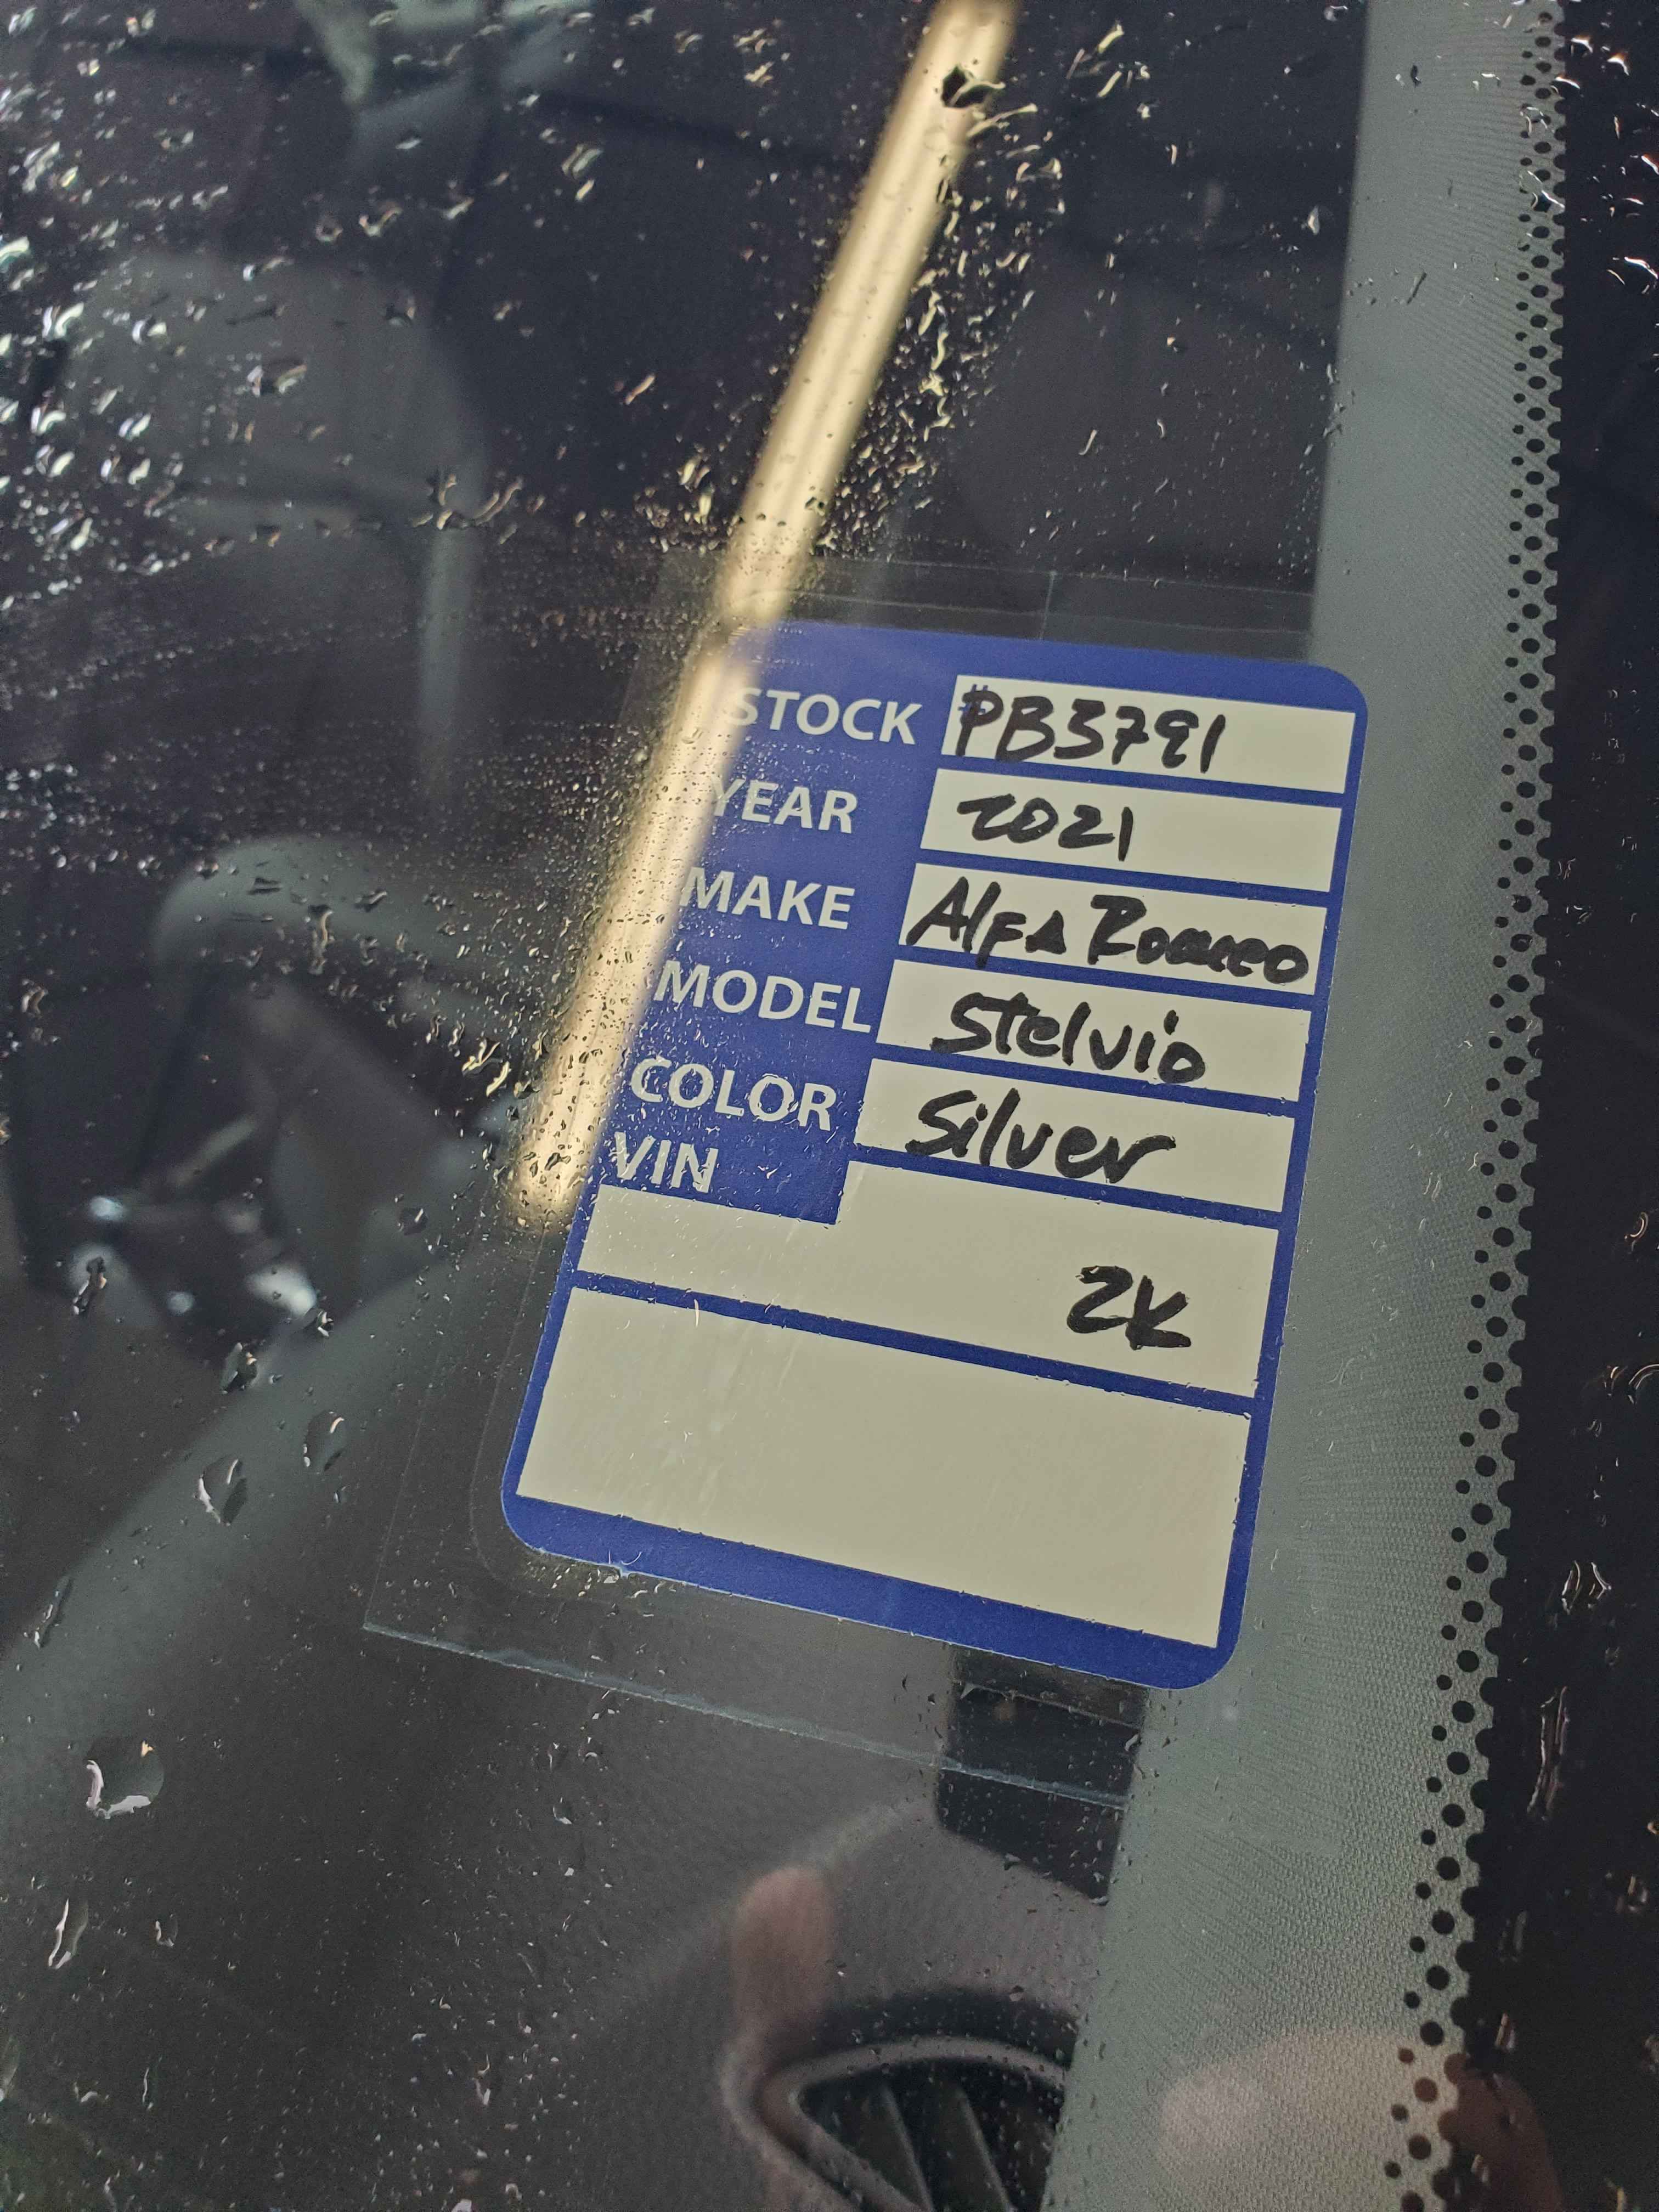 STOCK #PB3791
YEAR 2021
MAKE Alfa Romeo
MODEL Stelvio
COLOR Silver
VIN
2K